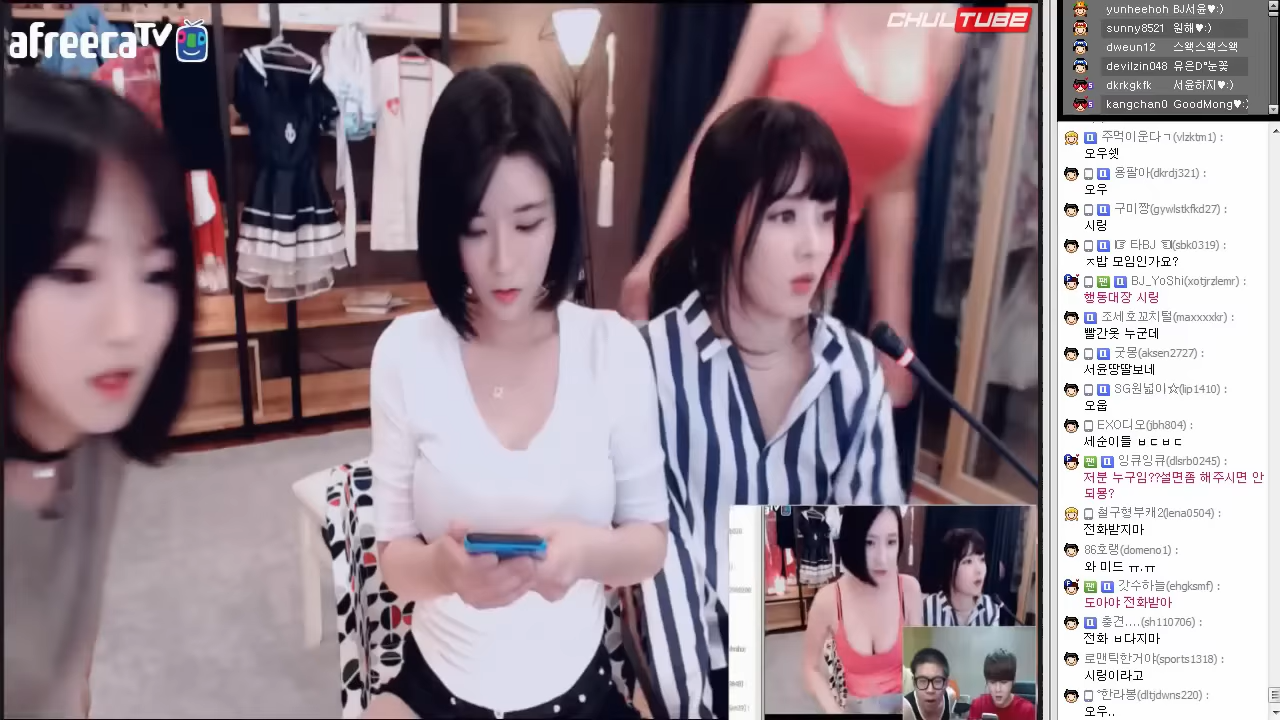 afreecaTV
CHULTUBE
yunheehoh BJ서윤♥:)
sunny6521 원해♥:)
aweun12 스왝스왝스왝
devilzin048 유은D*눈꽃
dkrkgkfk 서윤하지♥:)
kangchan0 GoodMong♥:)
주먹이운다ㄱ(vlzktm1) :
오우쉣
옹팔아(dkrdj321) :
오우
구미짱(gywlstkfkd27) :
시링
타BJ (sbk0319) :
ㅈ밥 모임인가요?
BJ_YoShi(xotjrzlemr) :
행동대장 시링
조세호꼬치털(maxxxxkr) :
빨간옷 누군데
굿몽(aksen2727) :
서윤땅딸보네
SG원넓이☆(lip1410) :
오웁
EXO디오(jbh804) :
세순이들 ㅂㄷㅂㄷ
잉큐잉큐(dlsrb0245) :
저분 누구임??설면좀 해주시면 안
되몽?
철구형부캐2(lena0504) :
전화받지마
86호랭(domeno1) :
와 미드 ㅠ.ㅠ
갓수하늘(ehgksmf) :
도아야 전화받아
충견....(sh110706) :
전화 ㅂ다지마
로맨틱한거야(sports1318) :
시링이라고
°한라봉(dltjdwns220) :
오우..